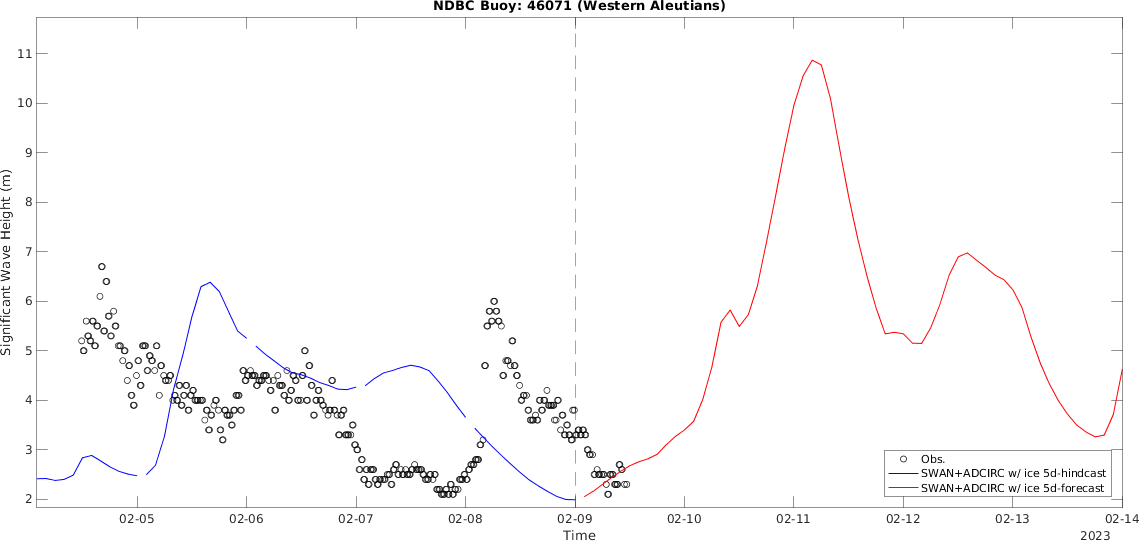 NDBC Buoy: 46071 (Western Aleutians)
11
10
9
8
7
6
5
4
3
2
Significant Wave Height (m)
Obs.
SWAN+ADCIRC w/ ice 5d-hindcast
SWAN+ADCIRC w/ ice 5d-forecast
02-05 02-06 02-07 02-08 02-09 02-10 02-11 02-12 02-13 02-14
Time
2023